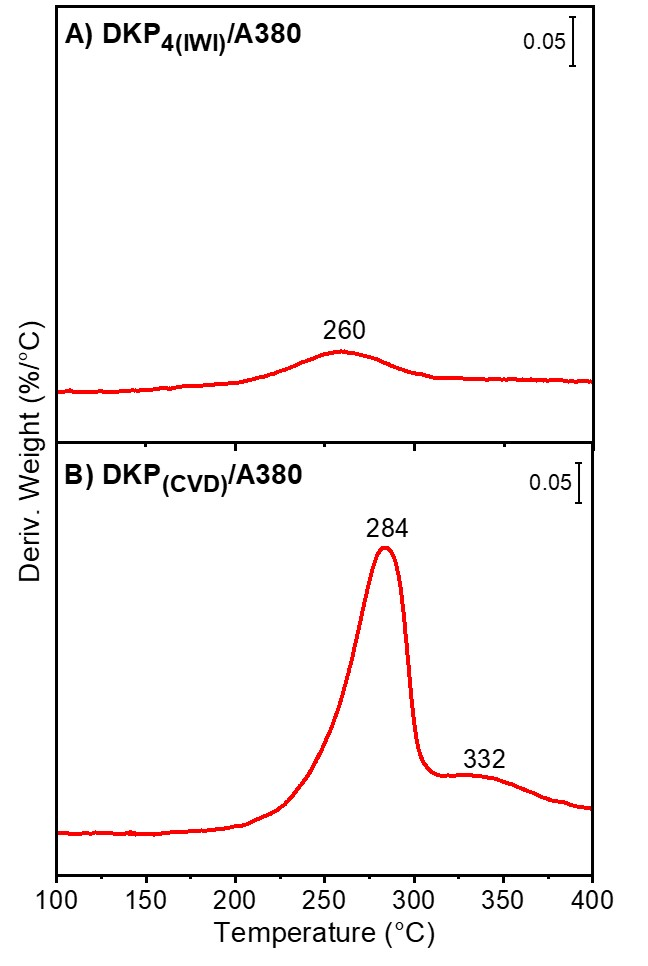 A) DKP4(IWI)/A380
0.05
260
Deriv. Weight (%/°C)
B) DKP(CVD)/A380
0.05
284
332
100 150 200 250 300 350 400
Temperature (°C)